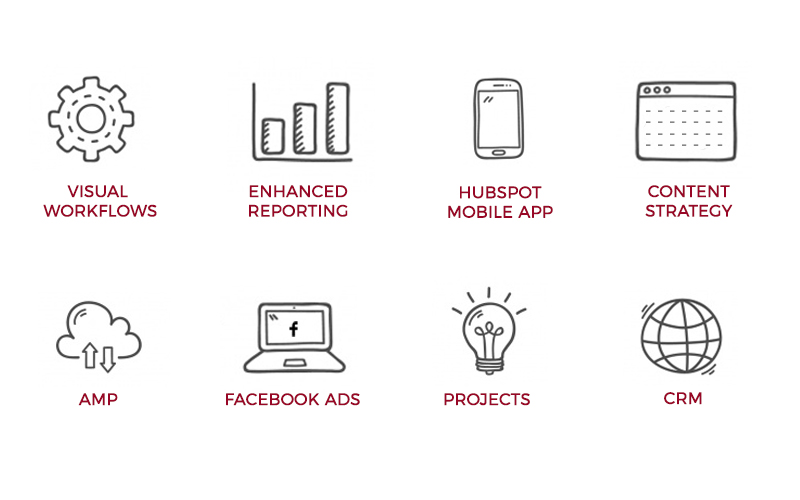 VISUAL
WORKFLOWS
ENHANCED
REPORTING
HUBSPOT
MOBILE APP
CONTENT
STRATEGY
f
AMP
FACEBOOK ADS
PROJECTS
CRM